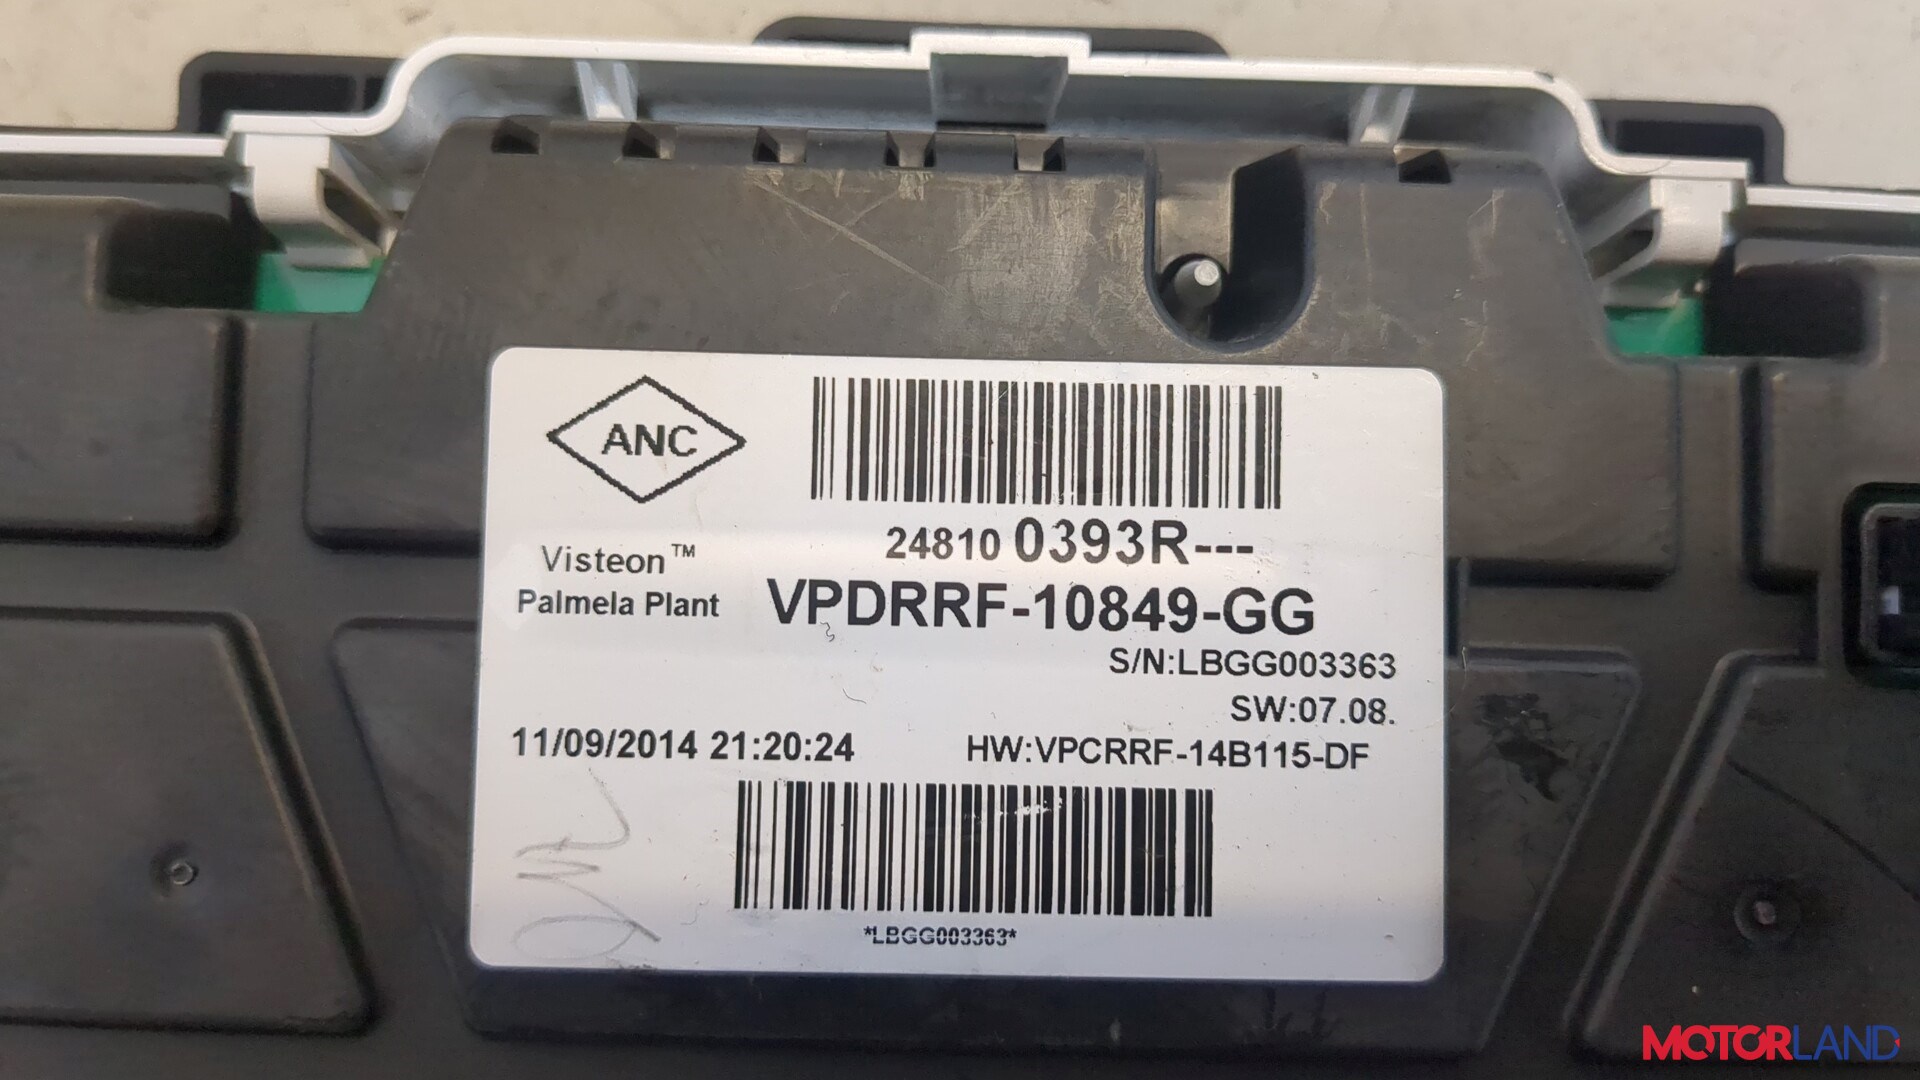 ANC
24810 0393R---
Visteon™
Palmela Plant
VPDRRF-10849-GG
S/N:LBGG003363
SW:07.08.
11/09/2014 21:20:24
HW:VPCRRF-14B115-DF
*LBGG003363*
MOTORLAND